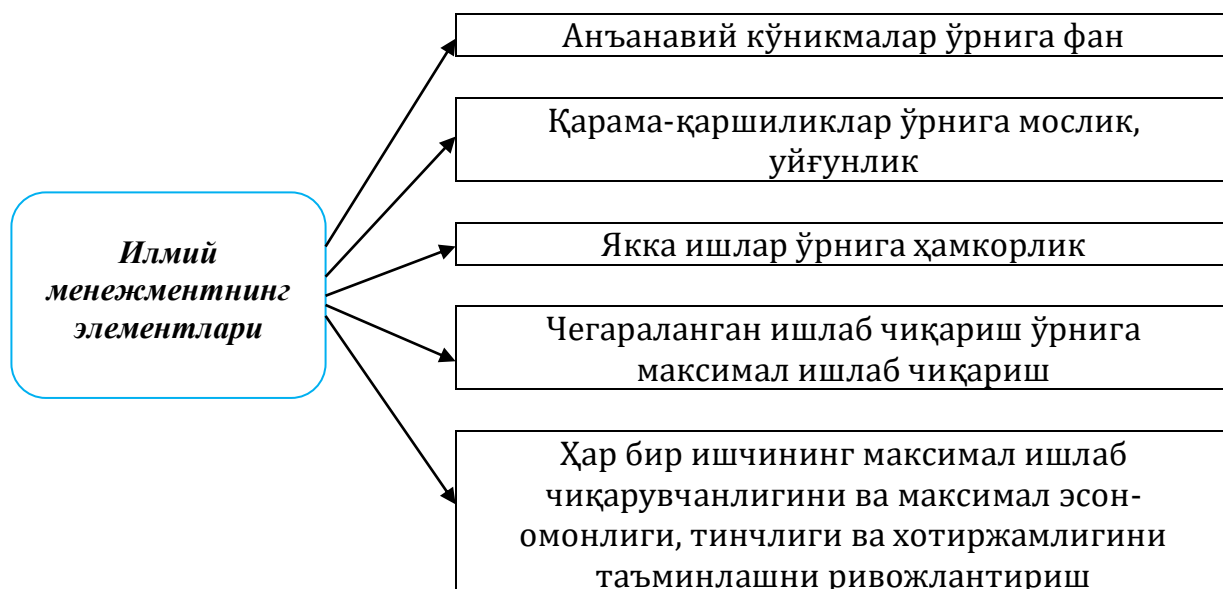 Анъанавий кўникмалар ўрнига фан
Қарама-қаршиликлар ўрнига мослик,
уйғунлик
Илмий
менежментнинг
элементлари
Якка ишлар ўрнига ҳамкорлик
Чегараланган ишлаб чиқариш ўрнига
максимал ишлаб чиқариш
Ҳар бир ишчининг максимал ишлаб
чиқарувчанлигини ва максимал эсон-
омонлиги, тинчлиги ва хотиржамлигини
таъминлашни ривожлантириш